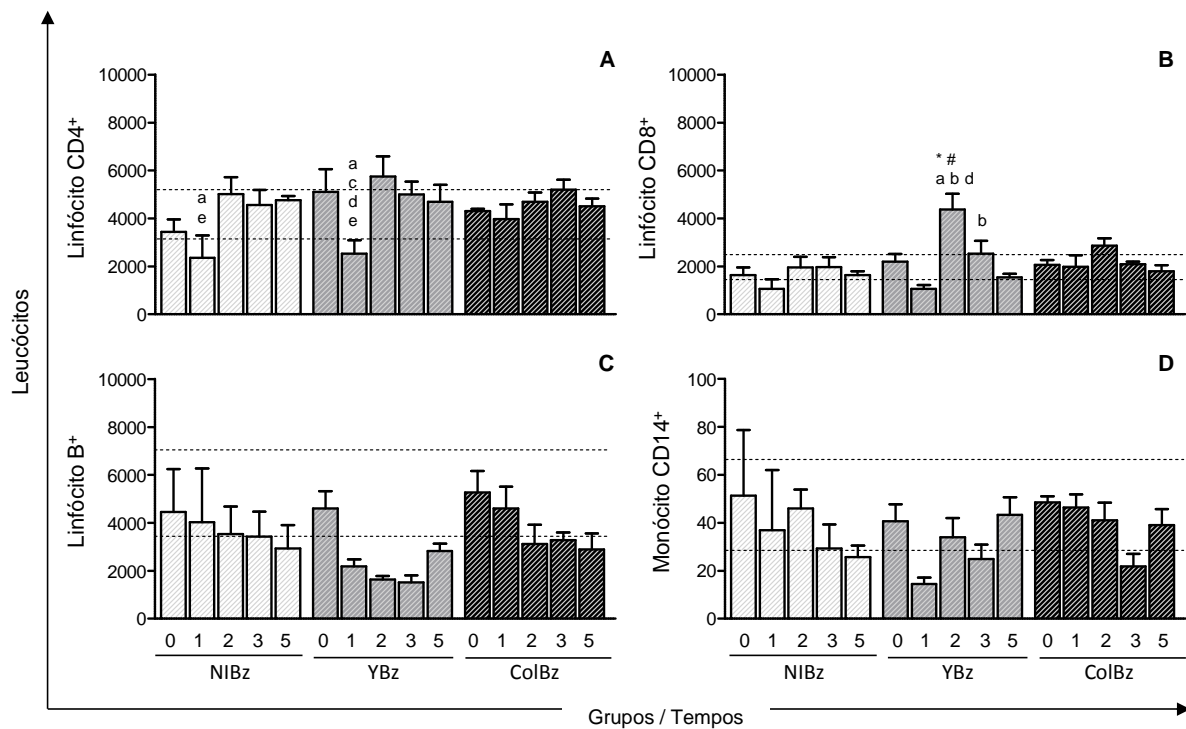 Leucócitos
A
Linfócito CD4⁺
10000
8000
6000
4000
2000
0
a
e
a
c
d
e
B
Linfócito CD8⁺
10000
8000
6000
4000
2000
0
* #
a b d
b
C
Linfócito B⁺
10000
8000
6000
4000
2000
0
0 1 2 3 5 0 1 2 3 5 0 1 2 3 5
NIBz YBz ColBz
D
Monócito CD14⁺
100
80
60
40
20
0
0 1 2 3 5 0 1 2 3 5 0 1 2 3 5
NIBz YBz ColBz
Grupos / Tempos